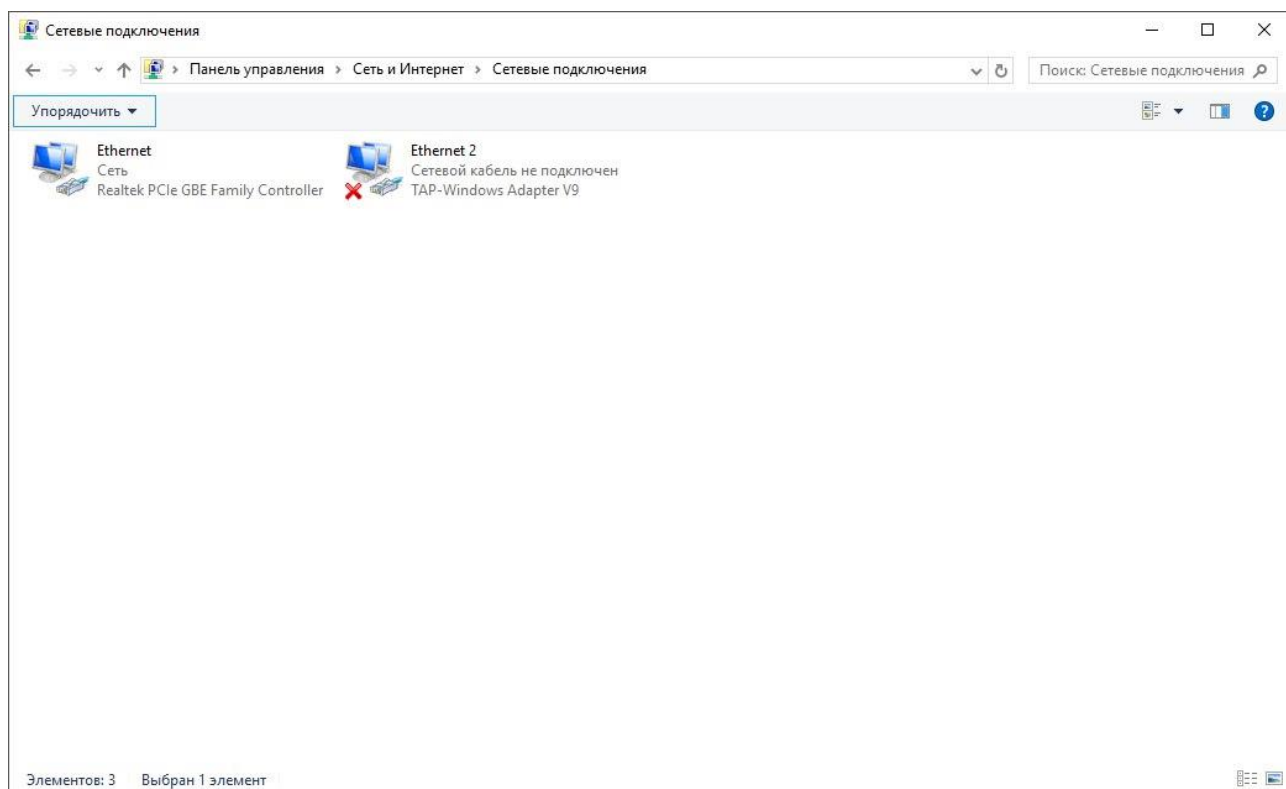 Сетевые подключения
Панель управления › Сеть и Интернет › Сетевые подключения
Поиск: Сетевые подключения
Упорядочить
Ethernet
Сеть
Realtek PCIe GBE Family Controller
Ethernet 2
Сетевой кабель не подключен
TAP-Windows Adapter V9
Элементов: 3 Выбран 1 элемент